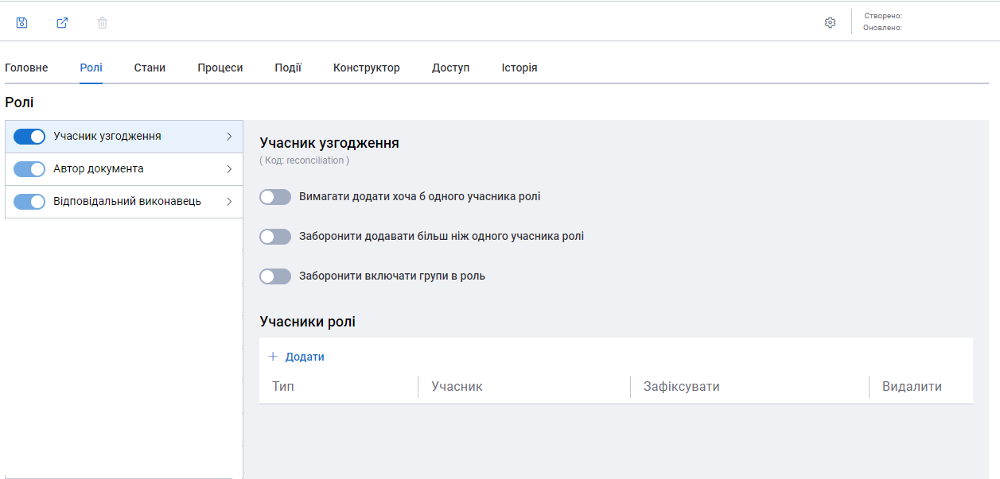 Створено:
Оновлено:
Головне Ролі Стани Процеси Події Конструктор Доступ Історія
Ролі
Учасник узгодження
Автор документа
Відповідальний виконавець
Учасник узгодження
( Код: reconciliation )
Вимагати додати хоча б одного учасника ролі
Заборонити додавати більш ніж одного учасника ролі
Заборонити включати групи в роль
Учасники ролі
Додати
Тип Учасник Зафіксувати Видалити